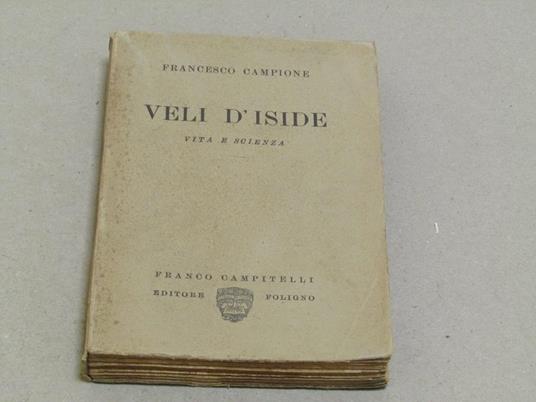 FRANCESCO CAMPIONE
VELI D'ISIDE
VITA E SCIENZA
FRANCO CAMPITELLI
EDITORE FOLIGNO